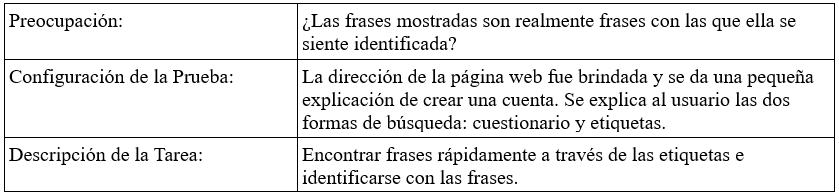 Preocupación: ¿Las frases mostradas son realmente frases con las que ella se
siente identificada?
Configuración de la Prueba: La dirección de la página web fue brindada y se da una pequeña
explicación de crear una cuenta. Se explica al usuario las dos
formas de búsqueda: cuestionario y etiquetas.
Descripción de la Tarea: Encontrar frases rápidamente a través de las etiquetas e
identificarse con las frases.